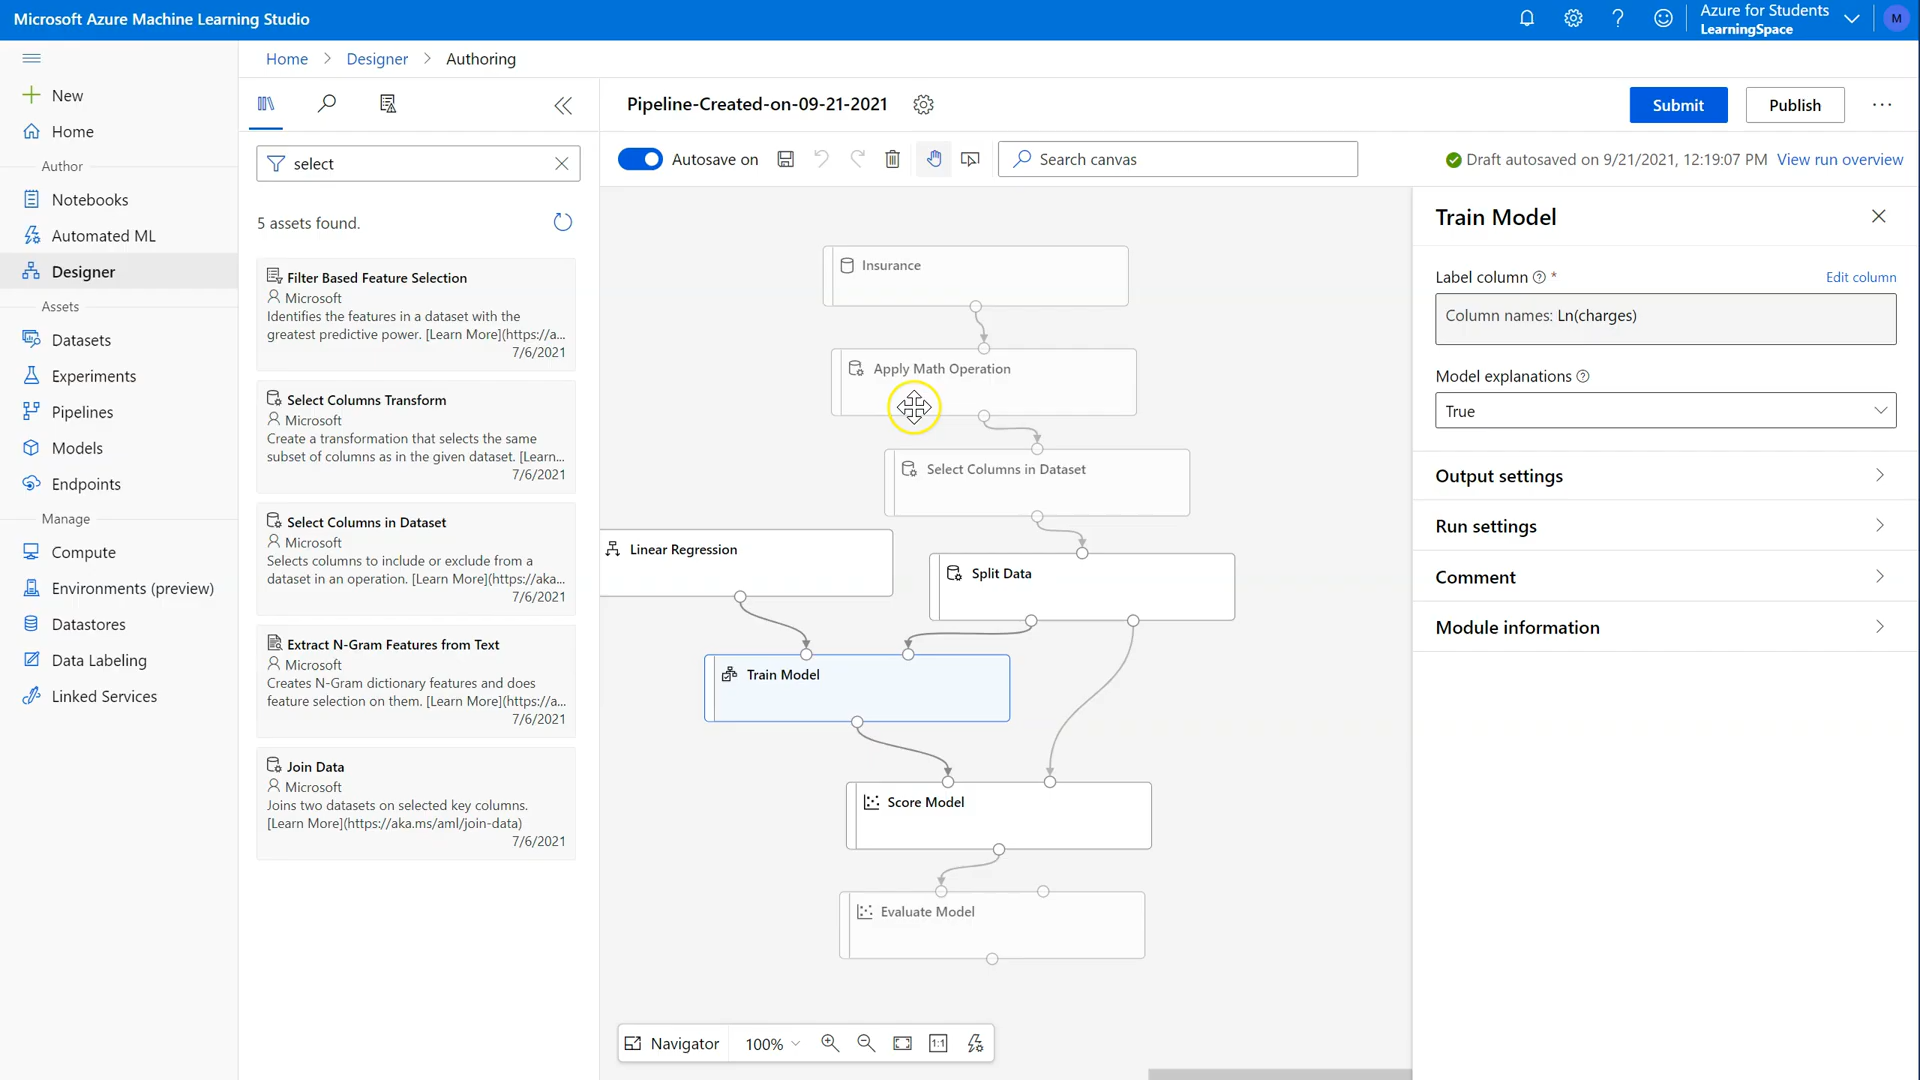 Microsoft Azure Machine Learning Studio
Azure for Students
LearningSpace
M
Home > Designer > Authoring
New
Home
Author
Notebooks
Automated ML
Designer
Assets
Datasets
Experiments
Pipelines
Models
Endpoints
Manage
Compute
Environments (preview)
Datastores
Data Labeling
Linked Services
select
5 assets found.
Filter Based Feature Selection
Microsoft
Identifies the features in a dataset with the
greatest predictive power. [Learn More](https://a...
7/6/2021
Select Columns Transform
Microsoft
Create a transformation that selects the same
subset of columns as in the given dataset. [Learn...
7/6/2021
Select Columns in Dataset
Microsoft
Selects columns to include or exclude from a
dataset in an operation. [Learn More](https://aka...
7/6/2021
Extract N-Gram Features from Text
Microsoft
Creates N-Gram dictionary features and does
feature selection on them. [Learn More](https://a...
7/6/2021
Join Data
Microsoft
Joins two datasets on selected key columns.
[Learn More](https://aka.ms/aml/join-data)
7/6/2021
Pipeline-Created-on-09-21-2021
Submit
Publish
Autosave on
Search canvas
Draft autosaved on 9/21/2021, 12:19:07 PM
View run overview
Insurance
Apply Math Operation
Select Columns in Dataset
Linear Regression
Split Data
Train Model
Score Model
Evaluate Model
Navigator
100%
1:1
Train Model
Label column *
Edit column
Column names: Ln(charges)
Model explanations
True
Output settings
Run settings
Comment
Module information